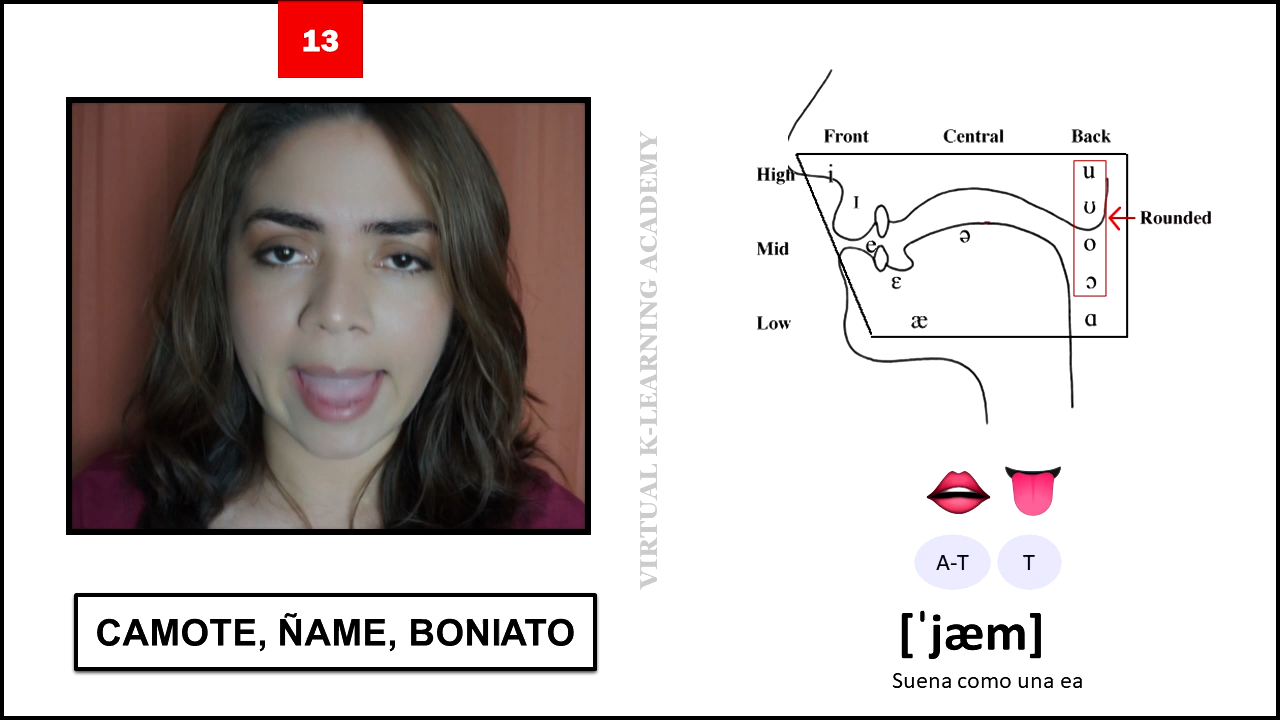 13
VIRTUAL K-LEARNING ACADEMY
Front Central Back
High i u
ɪ ʊ
Rounded
Mid e ə o
ɛ ɔ
Low æ ɑ
A-T T
CAMOTE, ÑAME, BONIATO
[ˈjæm]
Suena como una ea